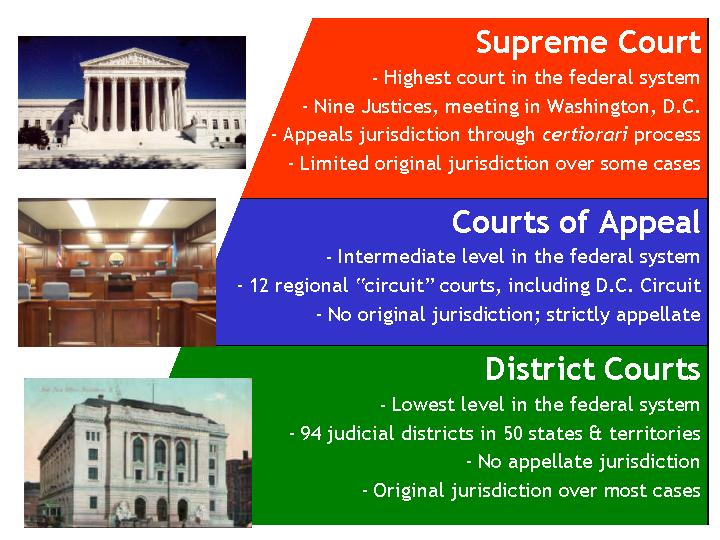 Supreme Court
- Highest court in the federal system
- Nine Justices, meeting in Washington, D.C.
- Appeals jurisdiction through certiorari process
- Limited original jurisdiction over some cases
Courts of Appeal
- Intermediate level in the federal system
- 12 regional “circuit” courts, including D.C. Circuit
- No original jurisdiction; strictly appellate
District Courts
- Lowest level in the federal system
- 94 judicial districts in 50 states & territories
- No appellate jurisdiction
- Original jurisdiction over most cases